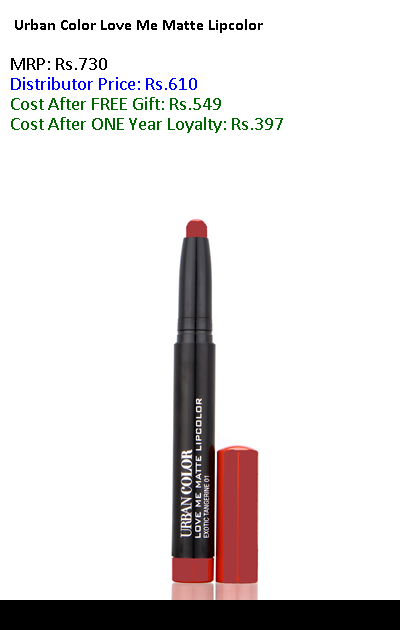 Urban Color Love Me Matte Lipcolor
MRP: Rs.730
Distributor Price: Rs.610
Cost After FREE Gift: Rs.549
Cost After ONE Year Loyalty: Rs.397
URBAN COLOR
LOVE ME MATTE LIPCOLOR
EXOTIC TANGERINE 01